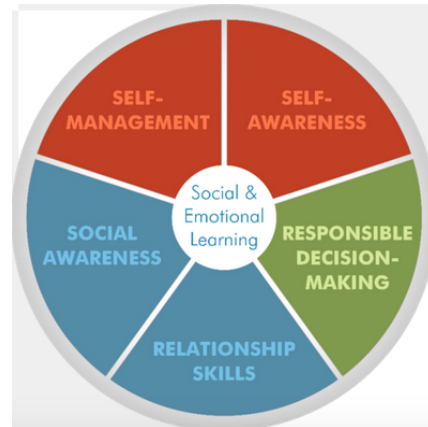 SELF-
MANAGEMENT
SELF-
AWARENESS
Social &
Emotional
Learning
SOCIAL
AWARENESS
RESPONSIBLE
DECISION-
MAKING
RELATIONSHIP
SKILLS